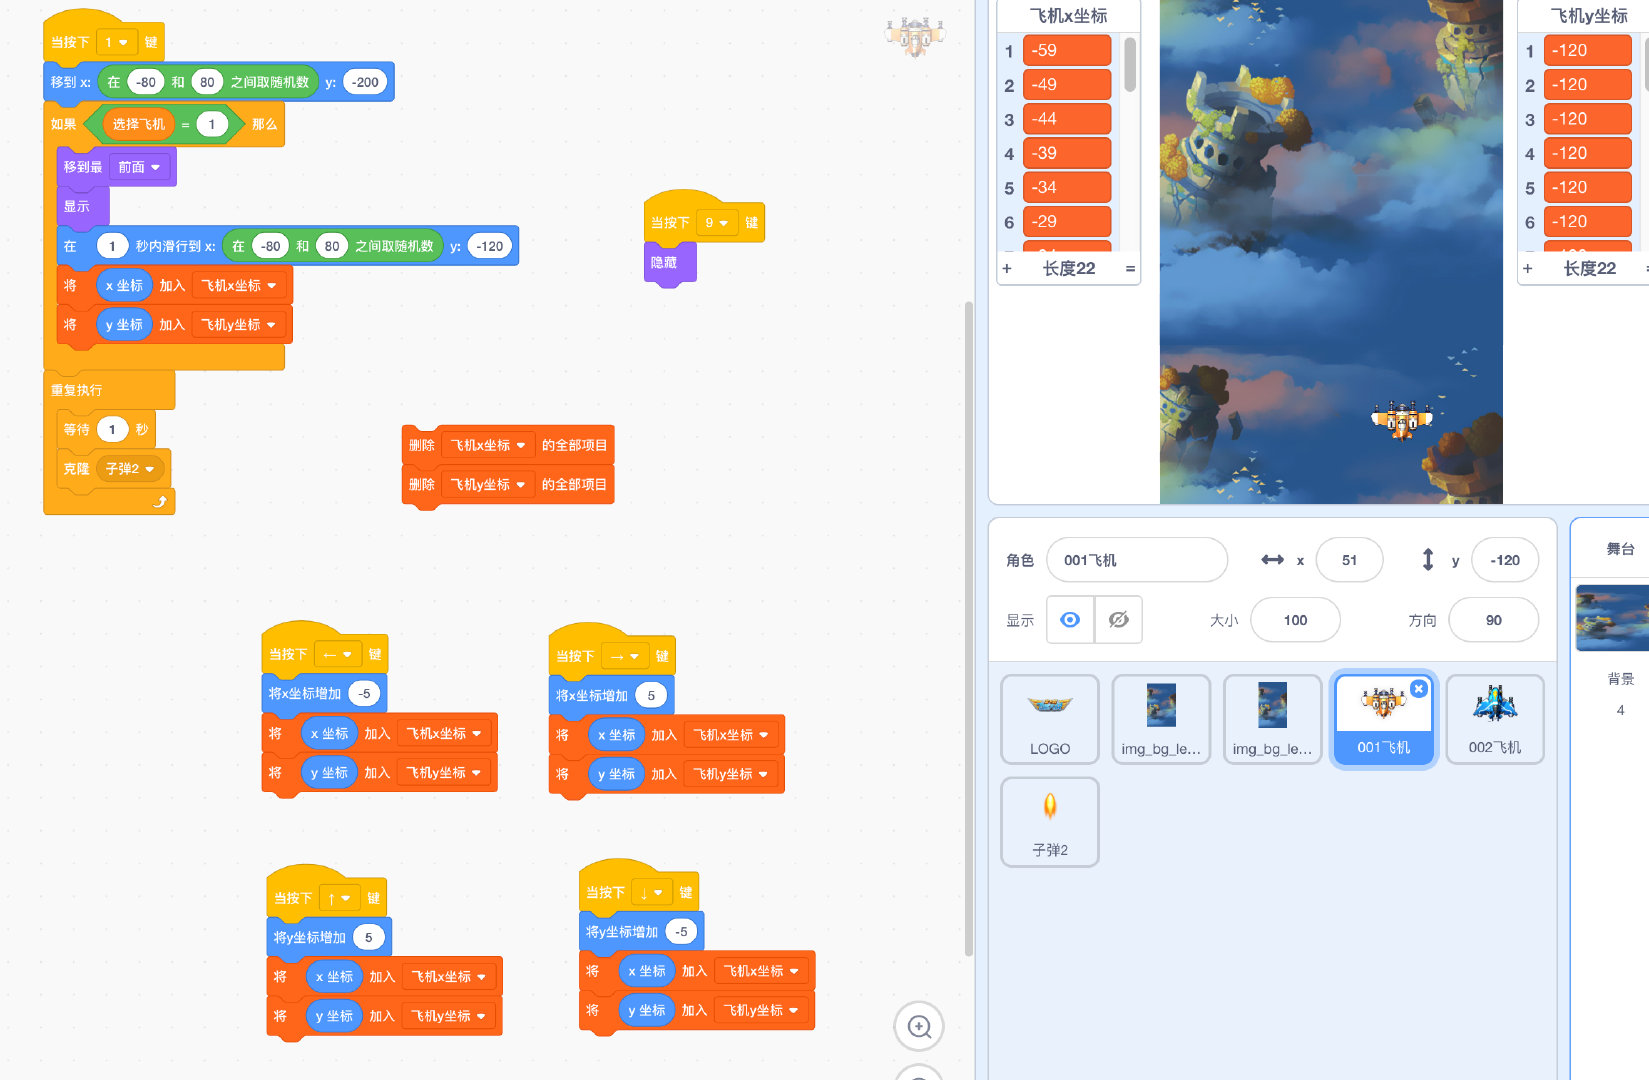 当按下 1 键
移到 x: 在 -80 和 80 之间取随机数 y: -200
如果 选择飞机 = 1 那么
移到最 前面
显示
在 1 秒内滑行到 x: 在 -80 和 80 之间取随机数 y: -120
将 x 坐标 加入 飞机x坐标
将 y 坐标 加入 飞机y坐标
重复执行
等待 1 秒
克隆 子弹2
当按下 9 键
隐藏
删除 飞机x坐标 的全部项目
删除 飞机y坐标 的全部项目
当按下 ← 键
将x坐标增加 -5
将 x 坐标 加入 飞机x坐标
将 y 坐标 加入 飞机y坐标
当按下 → 键
将x坐标增加 5
将 x 坐标 加入 飞机x坐标
将 y 坐标 加入 飞机y坐标
当按下 ↑ 键
将y坐标增加 5
将 x 坐标 加入 飞机x坐标
将 y 坐标 加入 飞机y坐标
当按下 ↓ 键
将y坐标增加 -5
将 x 坐标 加入 飞机x坐标
将 y 坐标 加入 飞机y坐标
飞机x坐标
1 -59
2 -49
3 -44
4 -39
5 -34
6 -29
+ 长度22 =
飞机y坐标
1 -120
2 -120
3 -120
4 -120
5 -120
6 -120
+ 长度22 =
角色 001飞机 x 51 y -120
显示 大小 100 方向 90
LOGO
img_bg_le...
img_bg_le...
001飞机
002飞机
子弹2
舞台
背景
4